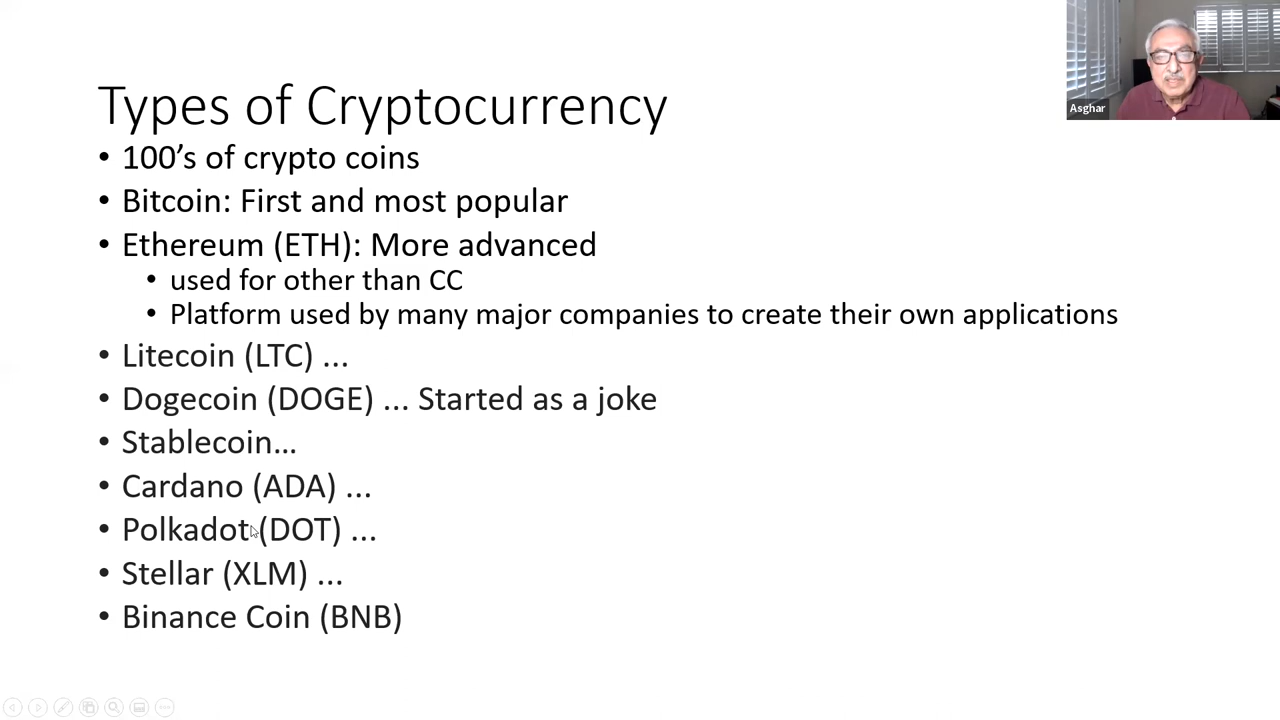 Types of Cryptocurrency
• 100’s of crypto coins
• Bitcoin: First and most popular
• Ethereum (ETH): More advanced
• used for other than CC
• Platform used by many major companies to create their own applications
• Litecoin (LTC) ...
• Dogecoin (DOGE) ... Started as a joke
• Stablecoin…
• Cardano (ADA) ...
• Polkadot (DOT) ...
• Stellar (XLM) ...
• Binance Coin (BNB)
Asghar